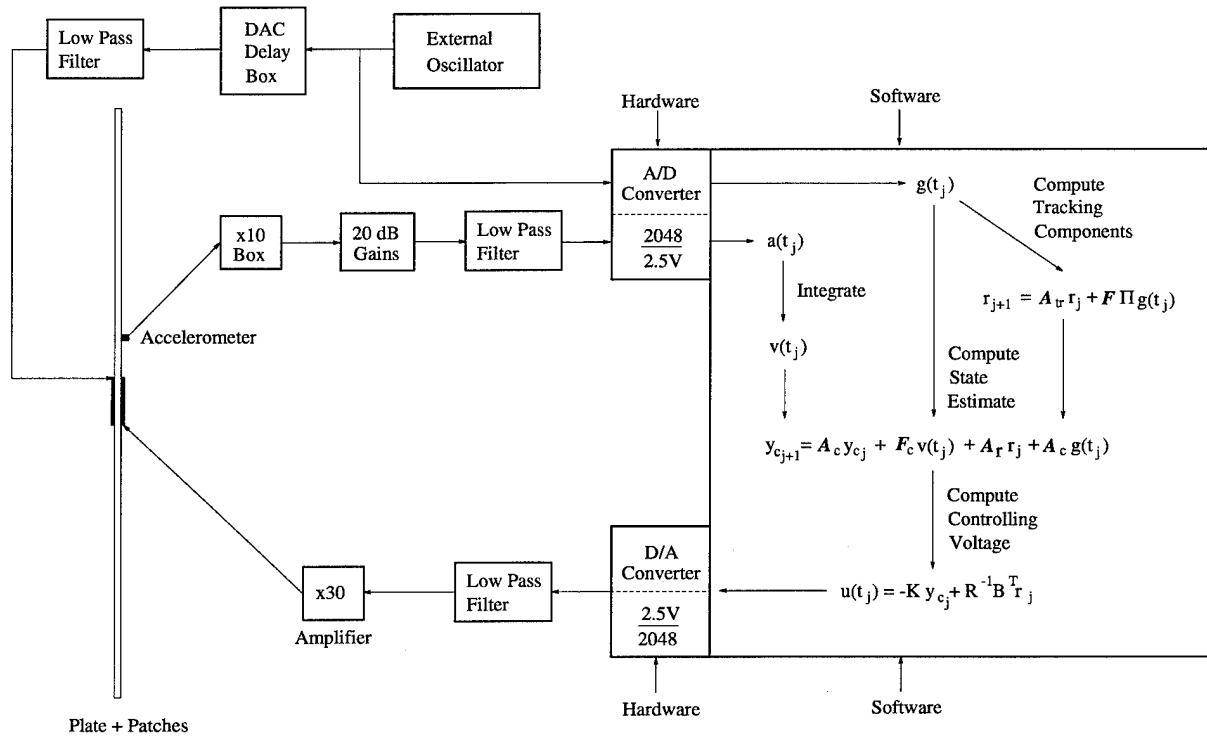 Low Pass
Filter
DAC
Delay
Box
External
Oscillator
Hardware
Software
A/D
Converter
2048
2.5V
x10
Box
20 dB
Gains
Low Pass
Filter
Accelerometer
g(t_j)
Compute
Tracking
Components
a(t_j)
Integrate
r_{j+1} = A_{tr} r_j + F Π g(t_j)
v(t_j)
Compute
State
Estimate
y_{c_{j+1}} = A_c y_{c_j} + F_c v(t_j) + A_r r_j + A_c g(t_j)
Compute
Controlling
Voltage
D/A
Converter
2.5V
2048
u(t_j) = -K y_{c_j} + R^{-1} B^T r_j
Low Pass
Filter
x30
Amplifier
Hardware
Software
Plate + Patches